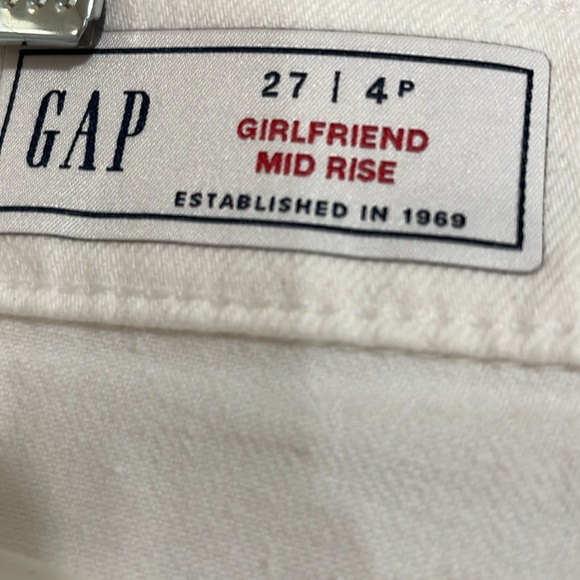 GAP
27 | 4P
GIRLFRIEND
MID RISE
ESTABLISHED IN 1969